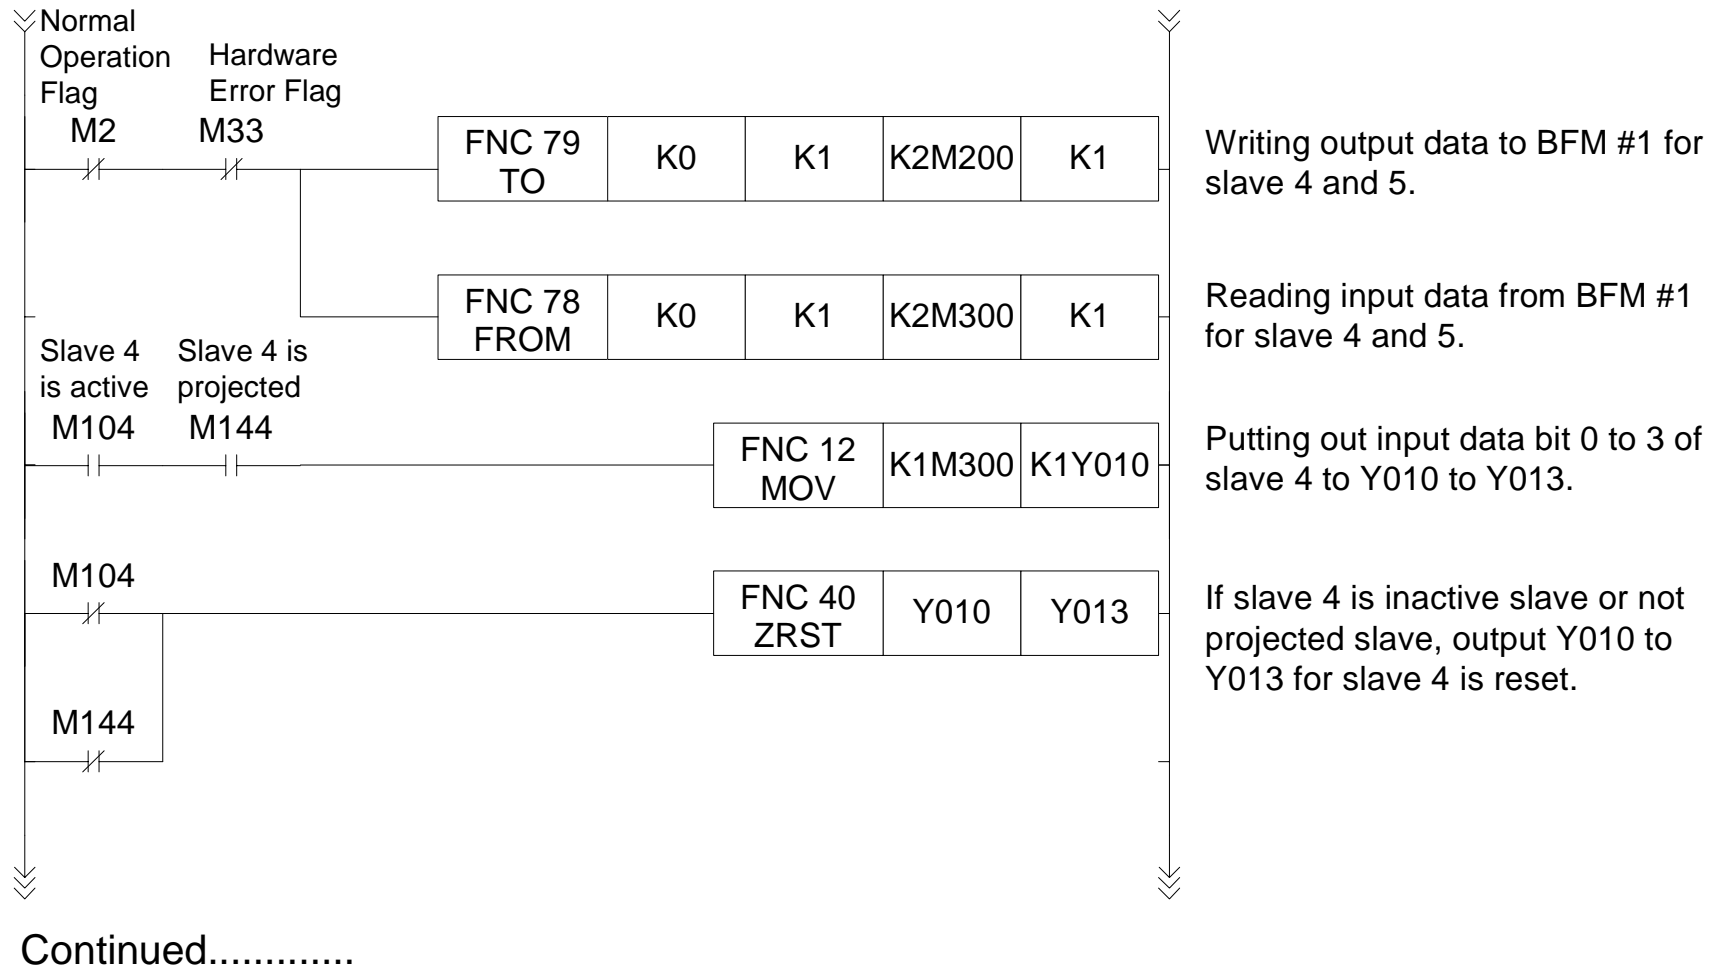 Normal
Operation
Flag
Hardware
Error Flag
M2
M33
FNC 79
TO
K0
K1
K2M200
K1
Writing output data to BFM #1 for
slave 4 and 5.
FNC 78
FROM
K0
K1
K2M300
K1
Reading input data from BFM #1
for slave 4 and 5.
Slave 4
is active
Slave 4 is
projected
M104
M144
FNC 12
MOV
K1M300
K1Y010
Putting out input data bit 0 to 3 of
slave 4 to Y010 to Y013.
M104
FNC 40
ZRST
Y010
Y013
If slave 4 is inactive slave or not
projected slave, output Y010 to
Y013 for slave 4 is reset.
M144
Continued.............